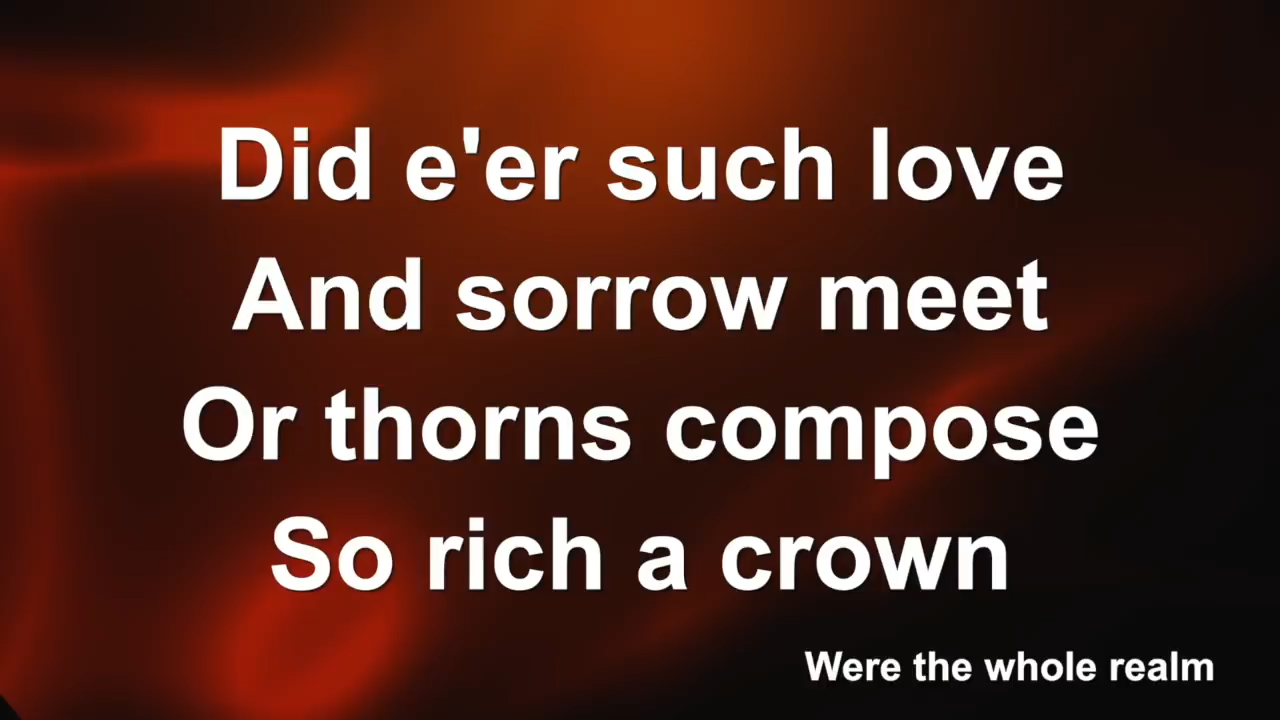 Did e'er such love
And sorrow meet
Or thorns compose
So rich a crown
Were the whole realm